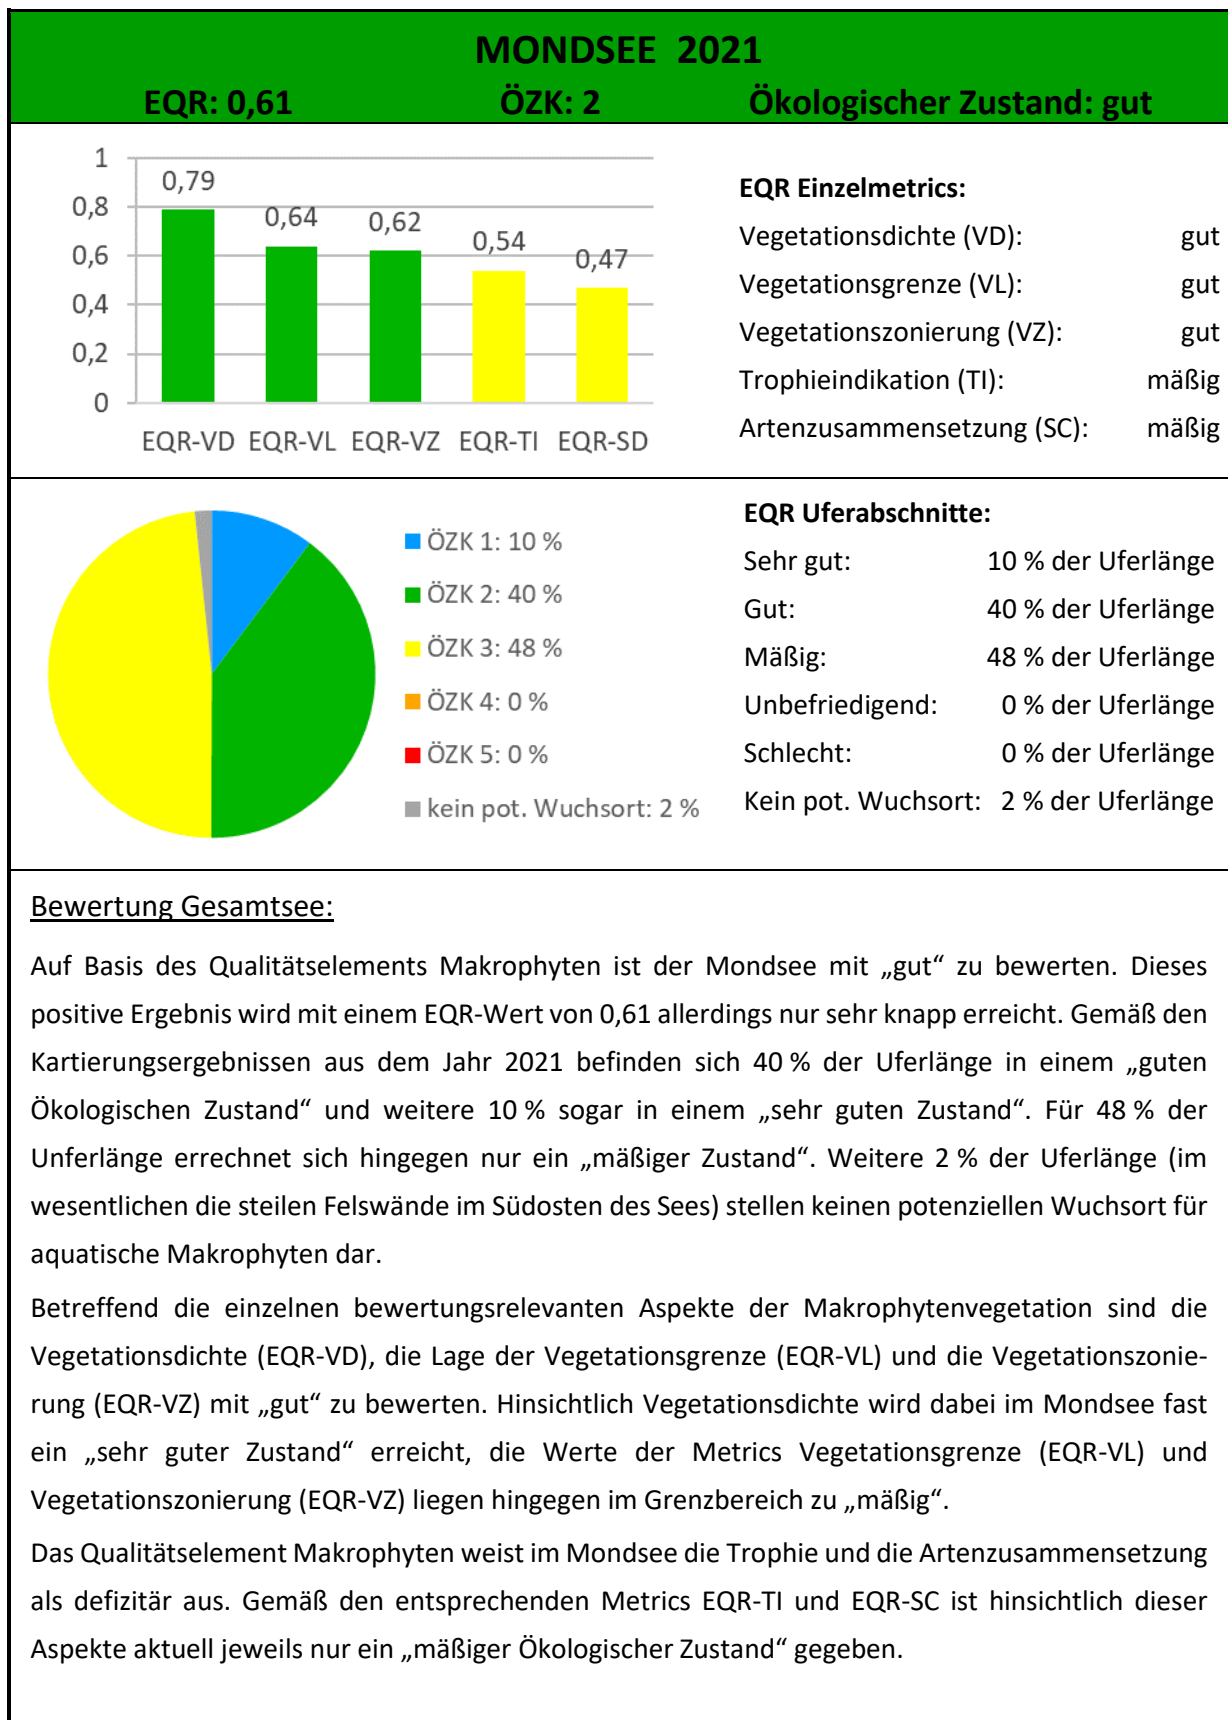 MONDSEE 2021
EQR: 0,61 ÖZK: 2 Ökologischer Zustand: gut
1
0,8
0,6
0,4
0,2
0
0,79
0,64
0,62
0,54
0,47
EQR-VD EQR-VL EQR-VZ EQR-TI EQR-SD
EQR Einzelmetrics:
Vegetationsdichte (VD): gut
Vegetationsgrenze (VL): gut
Vegetationszonierung (VZ): gut
Trophieindikation (TI): mäßig
Artenzusammensetzung (SC): mäßig
ÖZK 1: 10 %
ÖZK 2: 40 %
ÖZK 3: 48 %
ÖZK 4: 0 %
ÖZK 5: 0 %
kein pot. Wuchsort: 2 %
EQR Uferabschnitte:
Sehr gut: 10 % der Uferlänge
Gut: 40 % der Uferlänge
Mäßig: 48 % der Uferlänge
Unbefriedigend: 0 % der Uferlänge
Schlecht: 0 % der Uferlänge
Kein pot. Wuchsort: 2 % der Uferlänge
Bewertung Gesamtsee:
Auf Basis des Qualitätselements Makrophyten ist der Mondsee mit „gut“ zu bewerten. Dieses
positive Ergebnis wird mit einem EQR-Wert von 0,61 allerdings nur sehr knapp erreicht. Gemäß den
Kartierungsergebnissen aus dem Jahr 2021 befinden sich 40 % der Uferlänge in einem „guten
Ökologischen Zustand“ und weitere 10 % sogar in einem „sehr guten Zustand“. Für 48 % der
Unferlänge errechnet sich hingegen nur ein „mäßiger Zustand“. Weitere 2 % der Uferlänge (im
wesentlichen die steilen Felswände im Südosten des Sees) stellen keinen potenziellen Wuchsort für
aquatische Makrophyten dar.
Betreffend die einzelnen bewertungsrelevanten Aspekte der Makrophytenvegetation sind die
Vegetationsdichte (EQR-VD), die Lage der Vegetationsgrenze (EQR-VL) und die Vegetationszonie-
rung (EQR-VZ) mit „gut“ zu bewerten. Hinsichtlich Vegetationsdichte wird dabei im Mondsee fast
ein „sehr guter Zustand“ erreicht, die Werte der Metrics Vegetationsgrenze (EQR-VL) und
Vegetationszonierung (EQR-VZ) liegen hingegen im Grenzbereich zu „mäßig“.
Das Qualitätselement Makrophyten weist im Mondsee die Trophie und die Artenzusammensetzung
als defizitär aus. Gemäß den entsprechenden Metrics EQR-TI und EQR-SC ist hinsichtlich dieser
Aspekte aktuell jeweils nur ein „mäßiger Ökologischer Zustand“ gegeben.